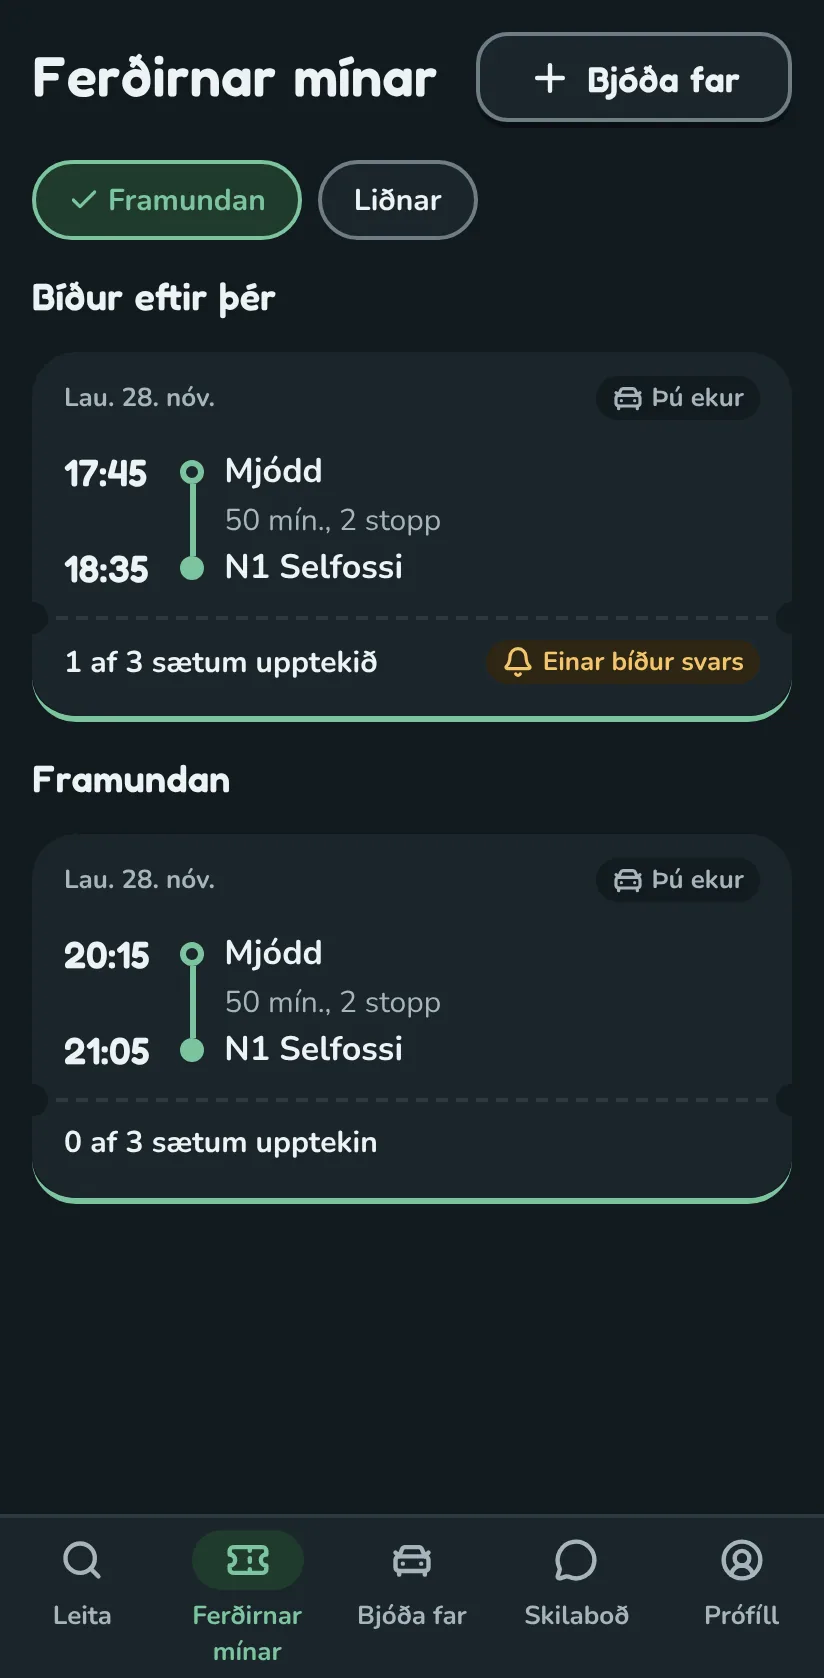 Ferðirnar mínar
Bjóða far
Framundan
Liðnar
Bíður eftir þér
Lau. 28. nóv.
Þú ekur
17:45
Mjódd
50 mín., 2 stopp
18:35
N1 Selfossi
1 af 3 sætum upptekið
Einar bíður svars
Framundan
Lau. 28. nóv.
Þú ekur
20:15
Mjódd
50 mín., 2 stopp
21:05
N1 Selfossi
0 af 3 sætum upptekin
Leita
Ferðirnar
mínar
Bjóða far
Skilaboð
Prófíll